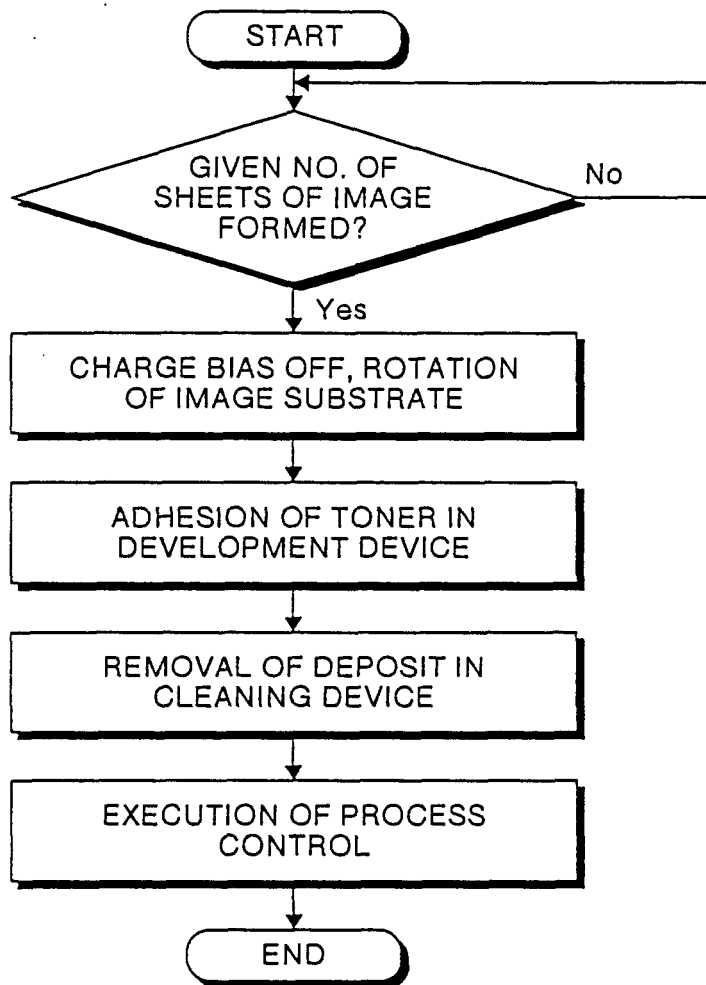 START
GIVEN NO. OF
SHEETS OF IMAGE
FORMED?
No
Yes
CHARGE BIAS OFF, ROTATION
OF IMAGE SUBSTRATE
ADHESION OF TONER IN
DEVELOPMENT DEVICE
REMOVAL OF DEPOSIT IN
CLEANING DEVICE
EXECUTION OF PROCESS
CONTROL
END